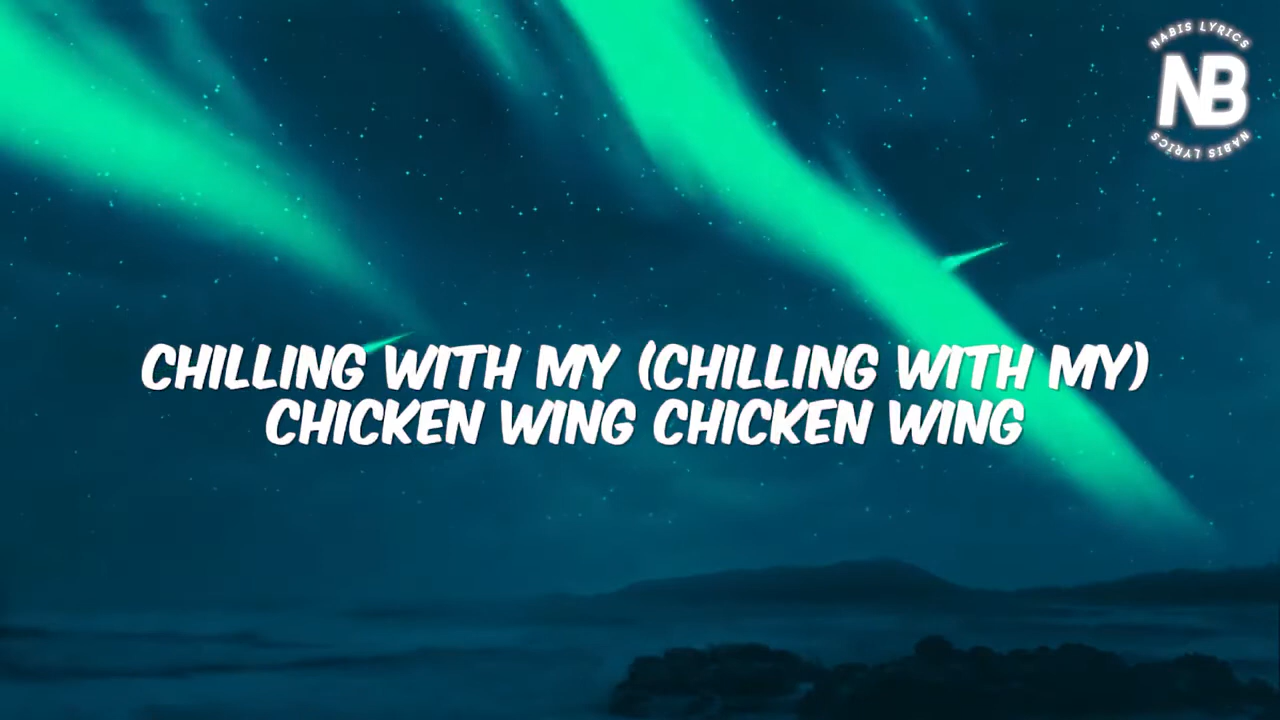 NABIS LYRICS
NB
NABIS LYRICS
CHILLING WITH MY (CHILLING WITH MY)
CHICKEN WING CHICKEN WING